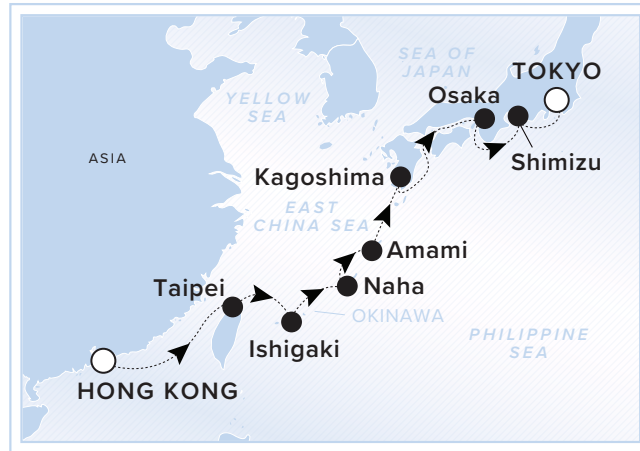 SEA OF
JAPAN
TOKYO
Osaka
YELLOW
SEA
Shimizu
ASIA
Kagoshima
EAST
CHINA SEA
Amami
Taipei
Naha
OKINAWA
Ishigaki
PHILIPPINE
SEA
HONG KONG